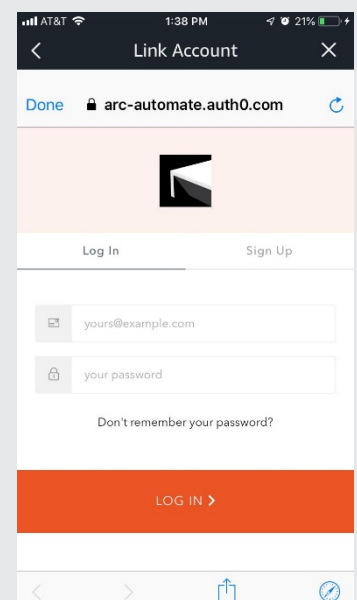 AT&T 1:38 PM 21%
Link Account
Done arc-automate.auth0.com
Log In Sign Up
yours@example.com
your password
Don't remember your password?
LOG IN